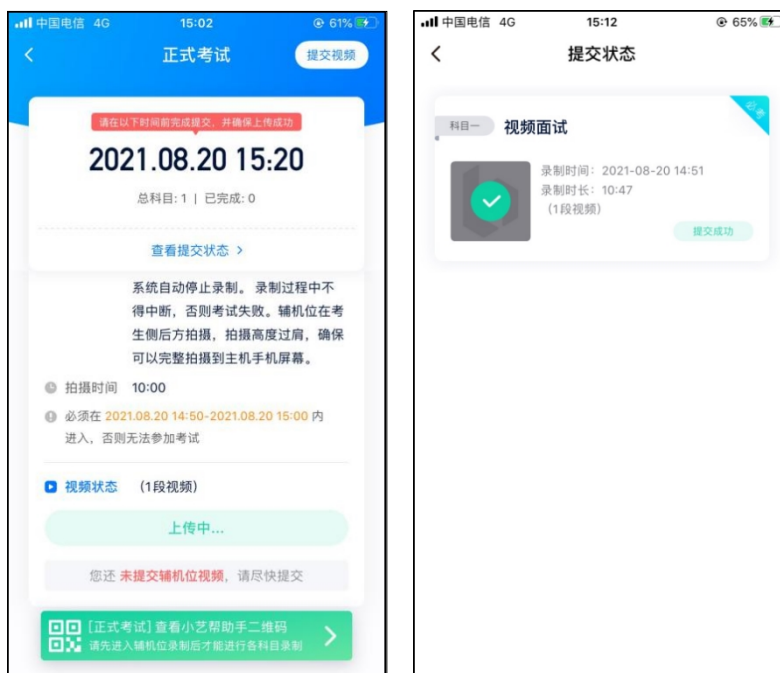 中国电信 4G 15:02 61%
正式考试 提交视频
请在以下时间前完成提交，并确保上传成功
2021.08.20 15:20
总科目: 1 | 已完成: 0
查看提交状态 >
系统自动停止录制。 录制过程中不
得中断，否则考试失败。辅机位在考
生侧后方拍摄，拍摄高度过肩，确保
可以完整拍摄到主机手机屏幕。
拍摄时间 10:00
必须在 2021.08.20 14:50-2021.08.20 15:00 内
进入，否则无法参加考试
视频状态 (1段视频)
上传中...
您还 未提交辅机位视频，请尽快提交
[正式考试] 查看小艺帮助手二维码
请先进入辅机位录制后才能进行各科目录制
中国电信 4G 15:12 65%
提交状态
必考
科目一 视频面试
录制时间：2021-08-20 14:51
录制时长：10:47
(1段视频)
提交成功